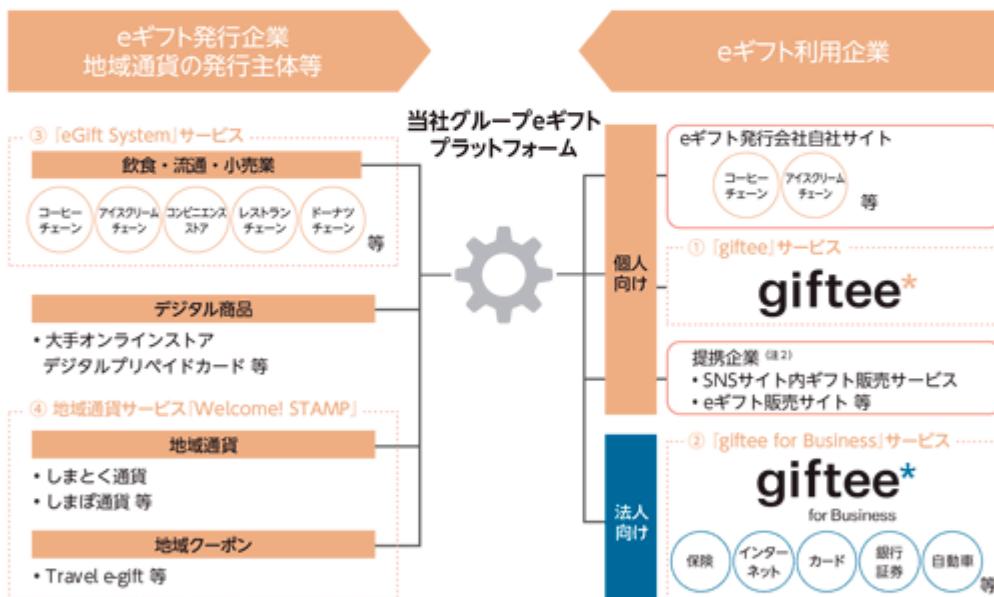 eギフト発行企業
地域通貨の発行主体等
eギフト利用企業
当社グループeギフト
プラットフォーム
③『eGift System』サービス
飲食・流通・小売業
コーヒー
チェーン
アイスクリーム
チェーン
コンビニエンス
ストア
レストラン
チェーン
ドーナツ
チェーン
等
デジタル商品
・大手オンラインストア
デジタルプリペイドカード 等
④ 地域通貨サービス『Welcome! STAMP』
地域通貨
・しまとく通貨
・しまぽ通貨 等
地域クーポン
・Travel e-gift 等
個人
向け
eギフト発行会社自社サイト
コーヒー
チェーン
アイスクリーム
チェーン
等
①『giftee』サービス
giftee*
提携企業（注2）
・SNSサイト内ギフト販売サービス
・eギフト販売サイト 等
法人
向け
②『giftee for Business』サービス
giftee*
for Business
保険
インター
ネット
カード
銀行
証券
自動車
等